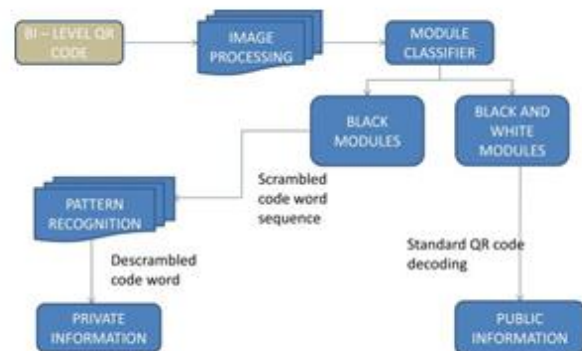 BI – LEVEL QR
CODE
IMAGE
PROCESSING
MODULE
CLASSIFIER
BLACK
MODULES
BLACK AND
WHITE
MODULES
Scrambled
code word
sequence
PATTERN
RECOGNITION
Standard QR code
decoding
Descrambled
code word
PRIVATE
INFORMATION
PUBLIC
INFORMATION